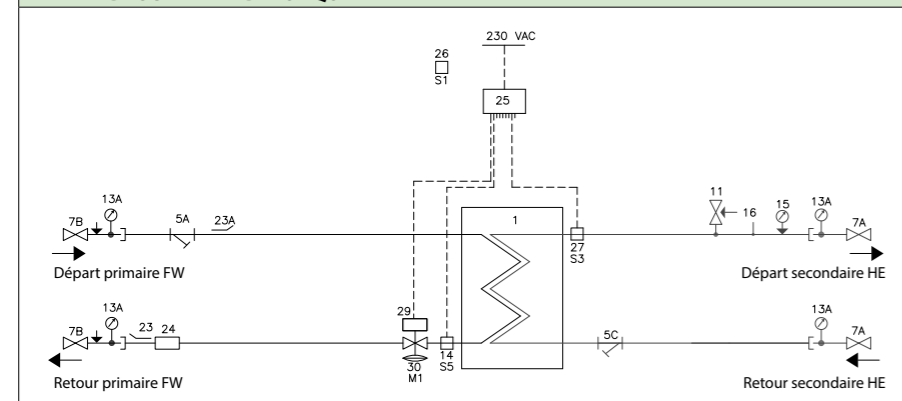 230 VAC
26
S1
25
13A
7B
5A
23A
1
11
16
15
13A
7A
27
S3
Départ primaire FW
Départ secondaire HE
13A
7B
23
24
29
30
M1
14
S5
5C
13A
7A
Retour primaire FW
Retour secondaire HE